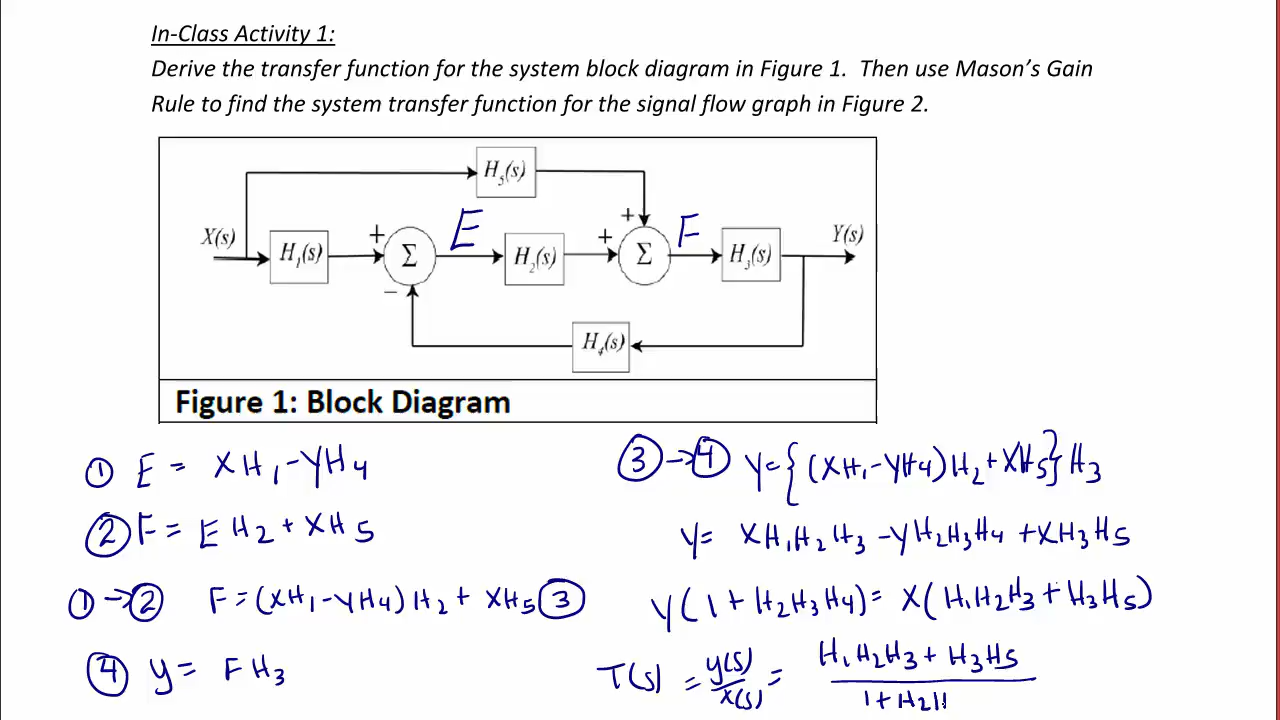 In-Class Activity 1:
Derive the transfer function for the system block diagram in Figure 1. Then use Mason's Gain
Rule to find the system transfer function for the signal flow graph in Figure 2.
H₅(s)
X(s)
H₁(s)
+
Σ
−
E
H₂(s)
+
+
Σ
F
H₃(s)
Y(s)
H₄(s)
Figure 1: Block Diagram
① E = XH₁-YH₄
② F = EH₂ + XH₅
① → ② F = (XH₁-YH₄)H₂ + XH₅ ③
④ Y = FH₃
③ → ④ Y = {(XH₁-YH₄)H₂ + XH₅}H₃
Y = XH₁H₂H₃ - YH₂H₃H₄ + XH₃H₅
Y(1 + H₂H₃H₄) = X(H₁H₂H₃ + H₃H₅)
T(s) = Y(s)/X(s) = H₁H₂H₃ + H₃H₅
1 + H₂